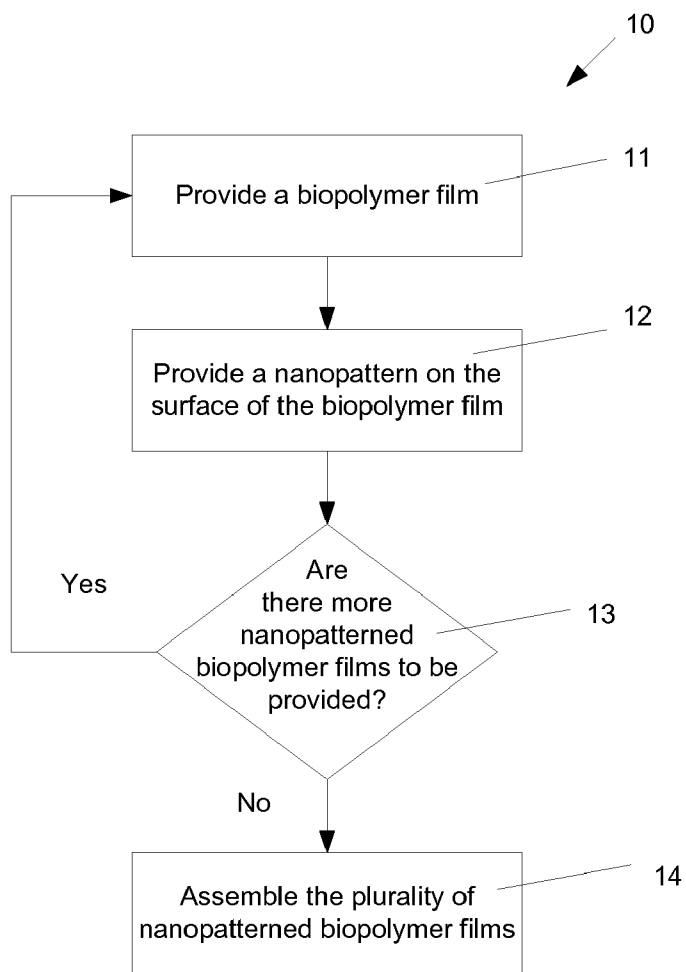 10
Provide a biopolymer film
11
Provide a nanopattern on the
surface of the biopolymer film
12
Are
there more
nanopatterned
biopolymer films to be
provided?
13
Yes
No
Assemble the plurality of
nanopatterned biopolymer films
14